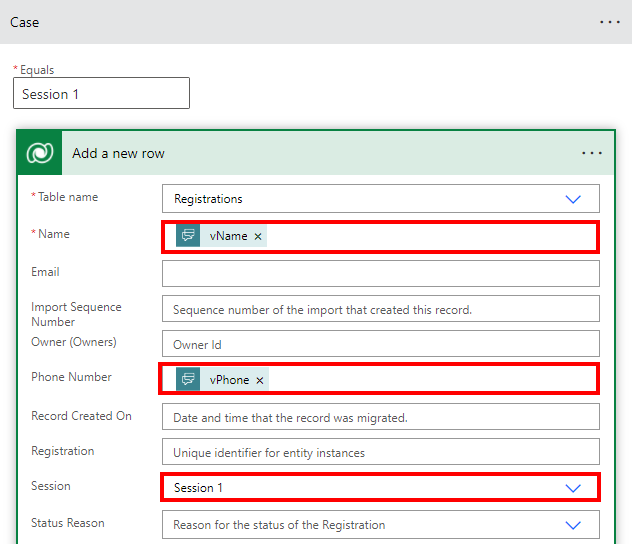 Case
*Equals
Session 1
Add a new row
*Table name
Registrations
*Name
vName ×
Email
Import Sequence
Number
Sequence number of the import that created this record.
Owner (Owners)
Owner Id
Phone Number
vPhone ×
Record Created On
Date and time that the record was migrated.
Registration
Unique identifier for entity instances
Session
Session 1
Status Reason
Reason for the status of the Registration